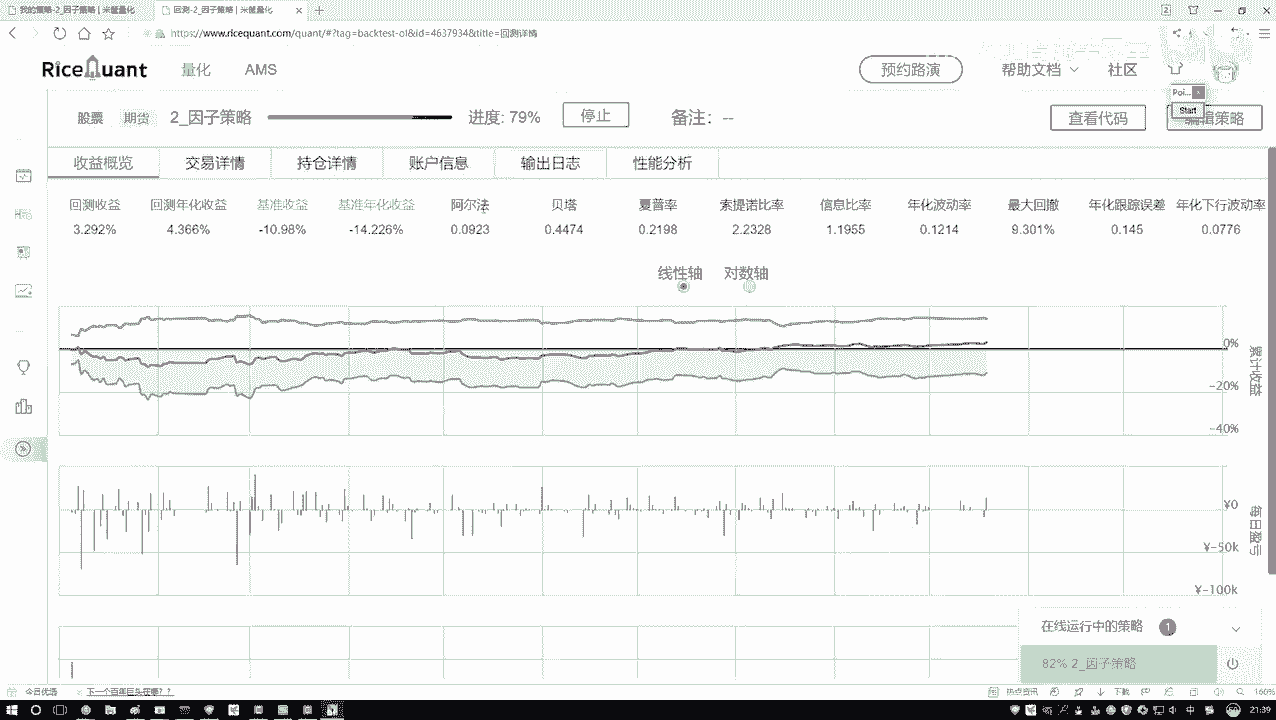 我的策略-2_因子策略 | 米筐量化
回测-2_因子策略 | 米筐量化
https://www.ricequant.com/quant/#?tag=backtest-ol&id=4637934&title=回测详情
RiceQuant 量化 AMS 预约路演 帮助文档 社区
Poi...
Start
股票 期货 2_因子策略 进度: 79% 停止 备注: -- 查看代码 编辑策略
收益概览 交易详情 持仓详情 账户信息 输出日志 性能分析
回测收益 回测年化收益 基准收益 基准年化收益 阿尔法 贝塔 夏普率 索提诺比率 信息比率 年化波动率 最大回撤 年化跟踪误差 年化下行波动率
3.292% 4.366% -10.98% -14.226% 0.0923 0.4474 0.2198 2.2328 1.1955 0.1214 9.301% 0.145 0.0776
线性轴 对数轴
0%
-20%
-40%
累计收益
¥0
¥-50k
¥-100k
每日盈亏
在线运行中的策略 1
82% 2_因子策略
今日优选 下一个百年巨头在哪？？ 热点资讯 下载 160%
中 21:39